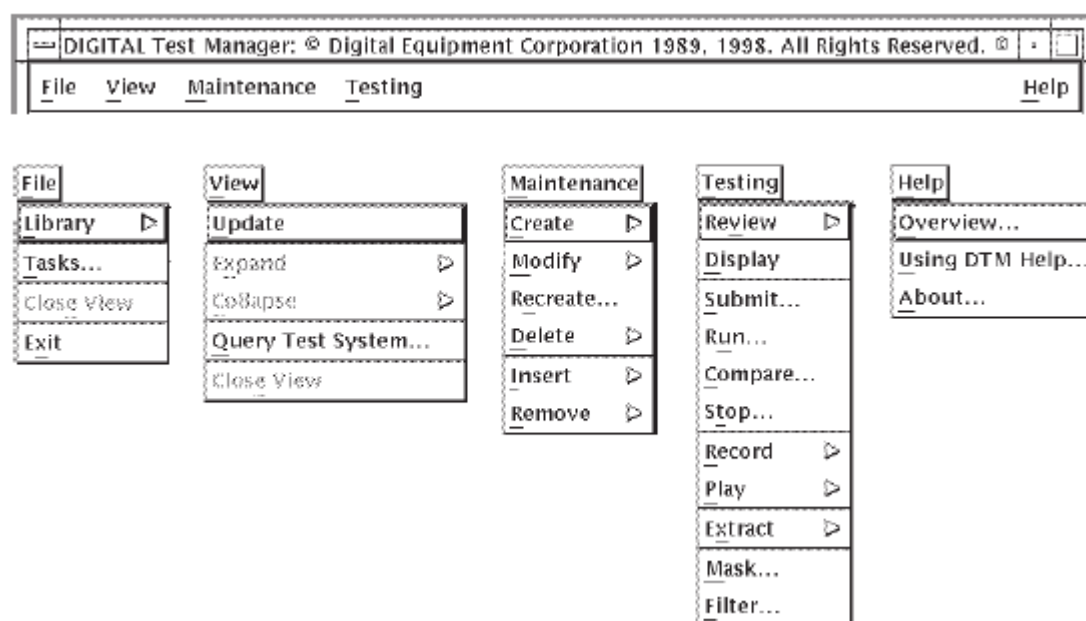 DIGITAL Test Manager: © Digital Equipment Corporation 1989, 1998. All Rights Reserved. ©
File View Maintenance Testing Help
File
Library
Tasks...
Close View
Exit
View
Update
Expand
Collapse
Query Test System...
Close View
Maintenance
Create
Modify
Recreate...
Delete
Insert
Remove
Testing
Review
Display
Submit...
Run...
Compare...
Stop...
Record
Play
Extract
Mask...
Filter...
Help
Overview...
Using DTM Help...
About...